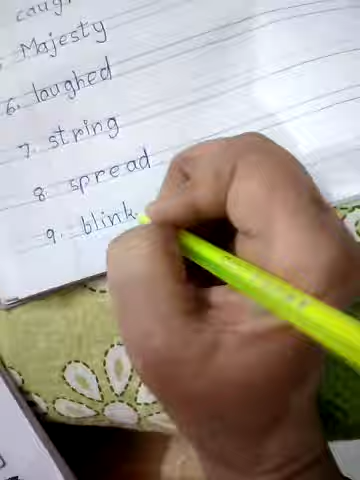 Majesty
6. laughed
7. string
8 spread
9. blink